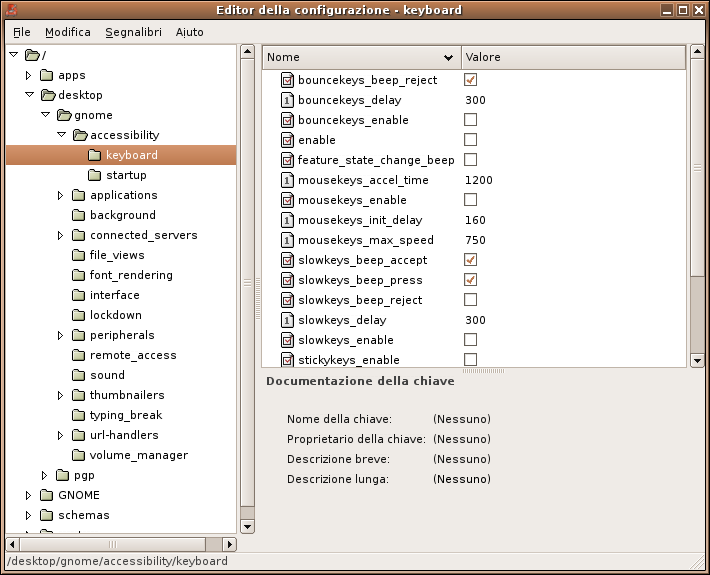 Editor della configurazione - keyboard
File Modifica Segnalibri Aiuto
/
apps
desktop
gnome
accessibility
keyboard
startup
applications
background
connected_servers
file_views
font_rendering
interface
lockdown
peripherals
remote_access
sound
thumbnailers
typing_break
url-handlers
volume_manager
pgp
GNOME
schemas
Nome Valore
bouncekeys_beep_reject
bouncekeys_delay 300
bouncekeys_enable
enable
feature_state_change_beep
mousekeys_accel_time 1200
mousekeys_enable
mousekeys_init_delay 160
mousekeys_max_speed 750
slowkeys_beep_accept
slowkeys_beep_press
slowkeys_beep_reject
slowkeys_delay 300
slowkeys_enable
stickykeys_enable
Documentazione della chiave
Nome della chiave: (Nessuno)
Proprietario della chiave: (Nessuno)
Descrizione breve: (Nessuno)
Descrizione lunga: (Nessuno)
/desktop/gnome/accessibility/keyboard